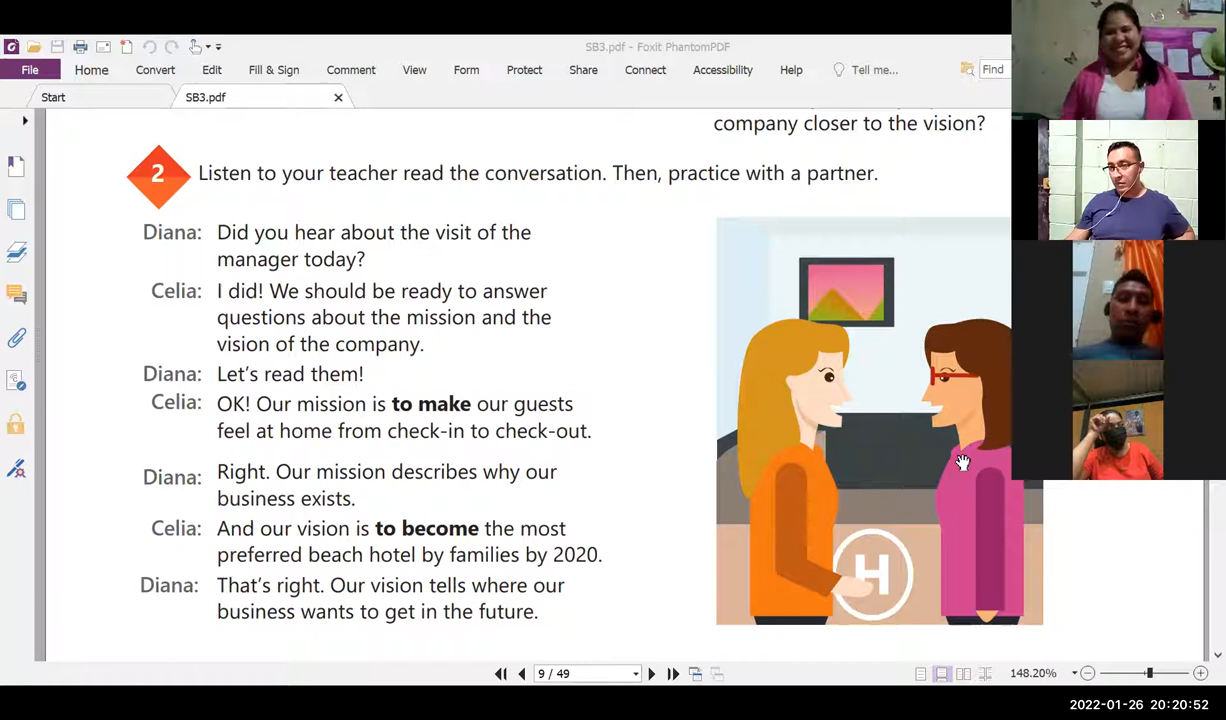 SB3.pdf - Foxit PhantomPDF
File Home Convert Edit Fill & Sign Comment View Form Protect Share Connect Accessibility Help Tell me... Find
Start SB3.pdf
company closer to the vision?
2 Listen to your teacher read the conversation. Then, practice with a partner.
Diana: Did you hear about the visit of the
manager today?
Celia: I did! We should be ready to answer
questions about the mission and the
vision of the company.
Diana: Let's read them!
Celia: OK! Our mission is to make our guests
feel at home from check-in to check-out.
Diana: Right. Our mission describes why our
business exists.
Celia: And our vision is to become the most
preferred beach hotel by families by 2020.
Diana: That's right. Our vision tells where our
business wants to get in the future.
H
9 / 49 148.20%
2022-01-26 20:20:52